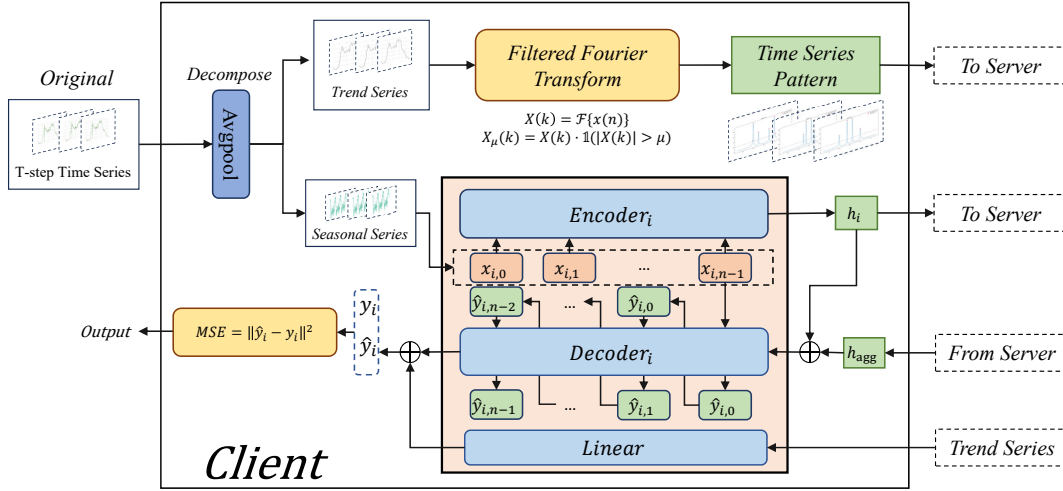 Original
T-step Time Series
Decompose
Avgpool
Trend Series
Filtered Fourier
Transform
X(k) = ℱ{x(n)}
X_μ(k) = X(k) · 𝟙(|X(k)| > μ)
Time Series
Pattern
To Server
Seasonal Series
Encoder_i
h_i
To Server
x_{i,0}
x_{i,1}
...
x_{i,n−1}
ŷ_{i,n−2}
...
ŷ_{i,0}
Output
MSE = ‖ŷ_i − y_i‖²
y_i
ŷ_i
Decoder_i
h_agg
From Server
ŷ_{i,n−1}
...
ŷ_{i,1}
ŷ_{i,0}
Linear
Trend Series
Client